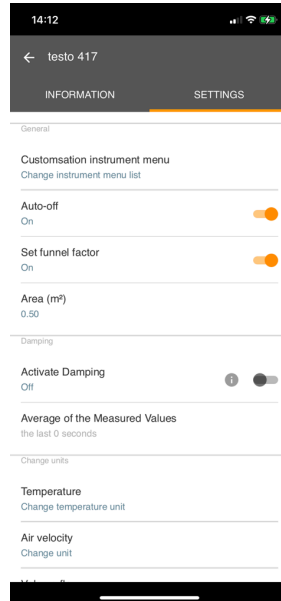 14:12
testo 417
INFORMATION SETTINGS
General
Customsation instrument menu
Change instrument menu list
Auto-off
On
Set funnel factor
On
Area (m²)
0.50
Damping
Activate Damping
Off
Average of the Measured Values
the last 0 seconds
Change units
Temperature
Change temperature unit
Air velocity
Change unit